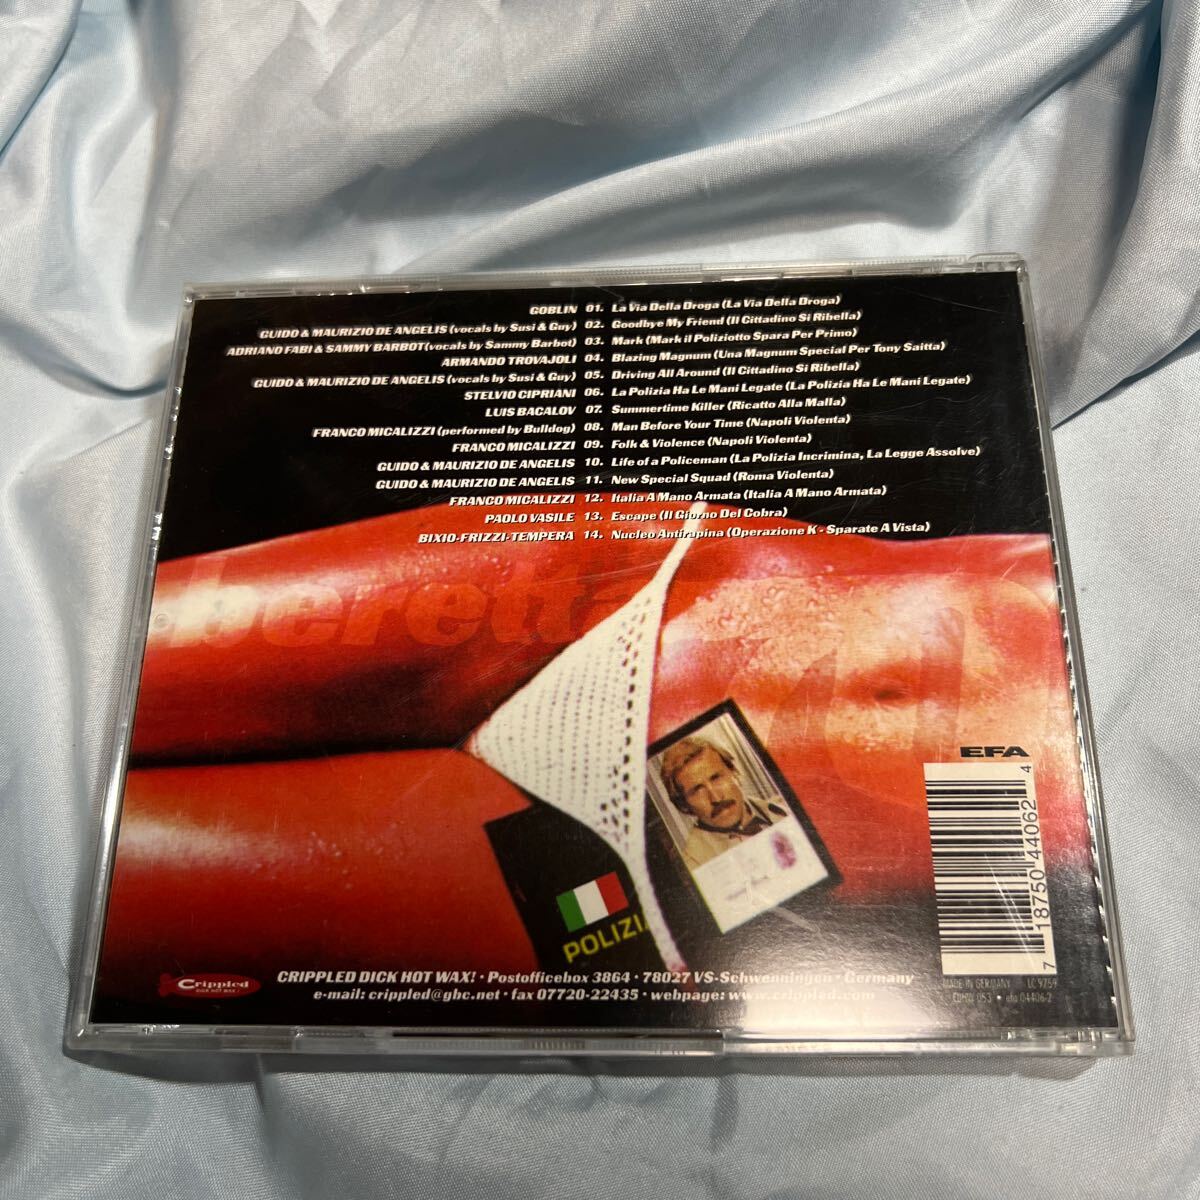 GOBLIN 01. La Via Della Droga (La Via Della Droga)
GUIDO & MAURIZIO DE ANGELIS (vocals by Susi & Guy) 02. Goodbye My Friend (Il Cittadino Si Ribella)
ADRIANO FABI & SAMMY BARBOT (vocals by Sammy Barbot) 03. Mark (Mark il Poliziotto Spara Per Primo)
ARMANDO TROVAJOLI 04. Blazing Magnum (Una Magnum Special Per Tony Saitta)
GUIDO & MAURIZIO DE ANGELIS (vocals by Susi & Guy) 05. Driving All Around (Il Cittadino Si Ribella)
STELVIO CIPRIANI 06. La Polizia Ha Le Mani Legate (La Polizia Ha Le Mani Legate)
LUIS BACALOV 07. Summertime Killer (Ricatto Alla Malla)
FRANCO MICALIZZI (performed by Bulldog) 08. Man Before Your Time (Napoli Violenta)
FRANCO MICALIZZI 09. Folk & Violence (Napoli Violenta)
GUIDO & MAURIZIO DE ANGELIS 10. Life of a Policeman (La Polizia Incrimina, La Legge Assolve)
GUIDO & MAURIZIO DE ANGELIS 11. New Special Squad (Roma Violenta)
FRANCO MICALIZZI 12. Italia A Mano Armata (Italia A Mano Armata)
PAOLO VASILE 13. Escape (Il Giorno Del Cobra)
BIXIO-FRIZZI-TEMPERA 14. Nucleo Antirapina (Operazione K - Sparate A Vista)
POLIZI
EFA
7 18750 44062 4
Crippled
DICK HOT WAX!
CRIPPLED DICK HOT WAX! · Postofficebox 3864 · 78027 VS-Schwenningen · Germany
e-mail: crippled@gbc.net · fax 07720-22435 · webpage: www.crippled.com
MADE IN GERMANY LC 9759
CDHW 053 • efa 04406-2